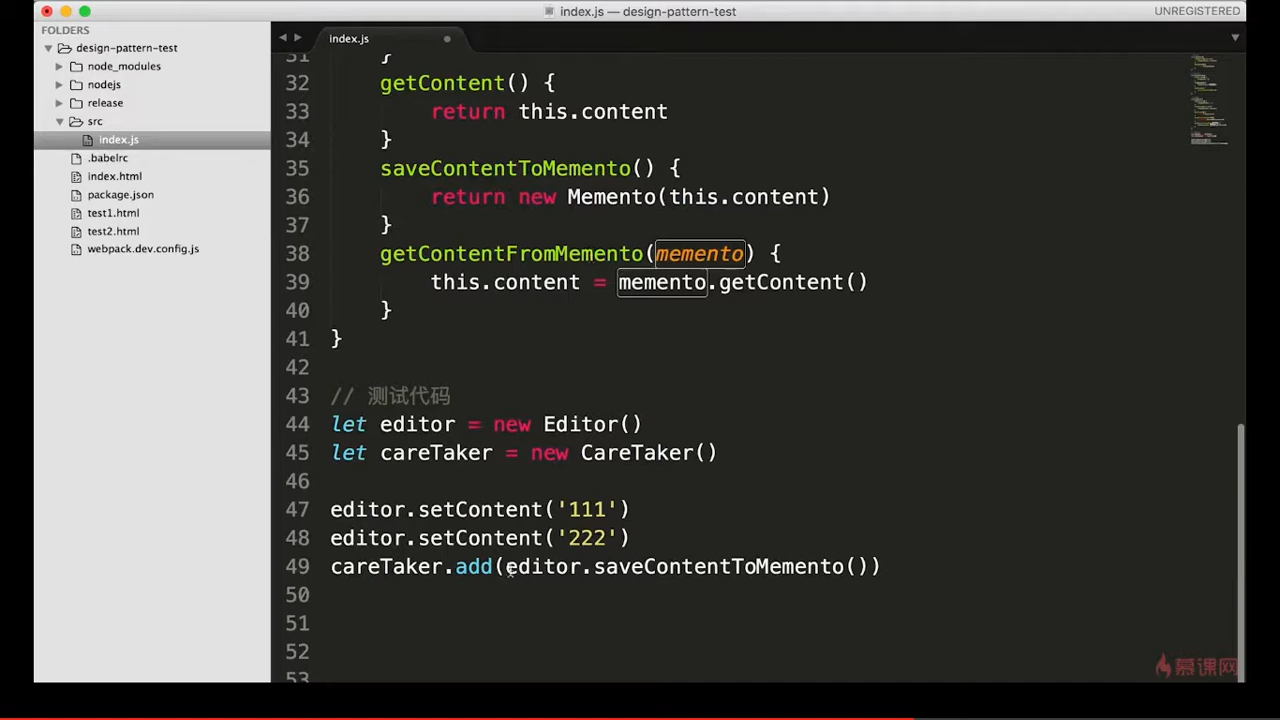 index.js — design-pattern-test
UNREGISTERED
FOLDERS
design-pattern-test
node_modules
nodejs
release
src
index.js
.babelrc
index.html
package.json
test1.html
test2.html
webpack.dev.config.js
index.js
31 }
32 getContent() {
33 return this.content
34 }
35 saveContentToMemento() {
36 return new Memento(this.content)
37 }
38 getContentFromMemento(memento) {
39 this.content = memento.getContent()
40 }
41 }
42
43 // 测试代码
44 let editor = new Editor()
45 let careTaker = new CareTaker()
46
47 editor.setContent('111')
48 editor.setContent('222')
49 careTaker.add(editor.saveContentToMemento())
50
51
52
53
慕课网